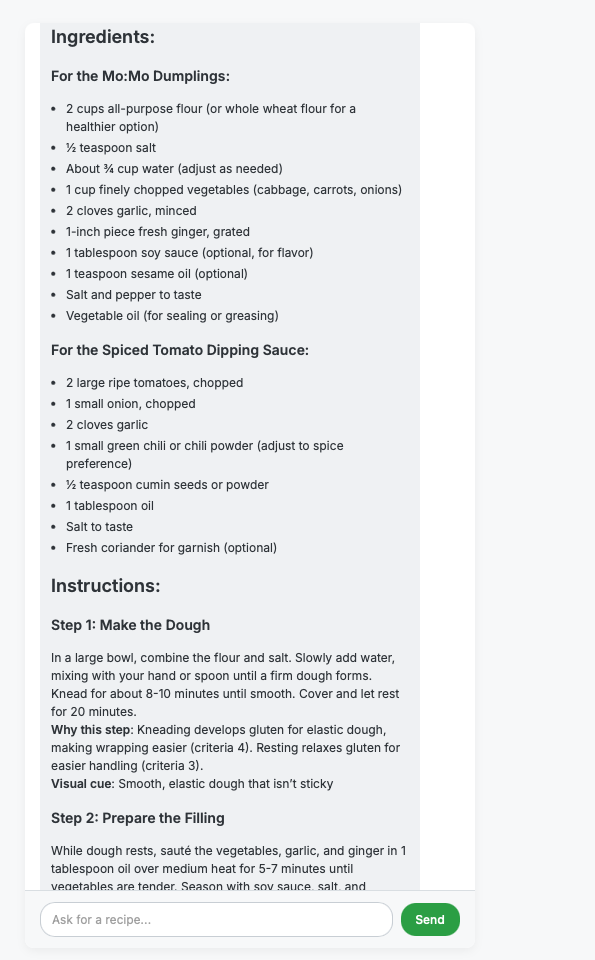 Ingredients:
For the Mo:Mo Dumplings:
• 2 cups all-purpose flour (or whole wheat flour for a
healthier option)
• ½ teaspoon salt
• About ¾ cup water (adjust as needed)
• 1 cup finely chopped vegetables (cabbage, carrots, onions)
• 2 cloves garlic, minced
• 1-inch piece fresh ginger, grated
• 1 tablespoon soy sauce (optional, for flavor)
• 1 teaspoon sesame oil (optional)
• Salt and pepper to taste
• Vegetable oil (for sealing or greasing)
For the Spiced Tomato Dipping Sauce:
• 2 large ripe tomatoes, chopped
• 1 small onion, chopped
• 2 cloves garlic
• 1 small green chili or chili powder (adjust to spice
preference)
• ½ teaspoon cumin seeds or powder
• 1 tablespoon oil
• Salt to taste
• Fresh coriander for garnish (optional)
Instructions:
Step 1: Make the Dough
In a large bowl, combine the flour and salt. Slowly add water,
mixing with your hand or spoon until a firm dough forms.
Knead for about 8-10 minutes until smooth. Cover and let rest
for 20 minutes.
Why this step: Kneading develops gluten for elastic dough,
making wrapping easier (criteria 4). Resting relaxes gluten for
easier handling (criteria 3).
Visual cue: Smooth, elastic dough that isn’t sticky
Step 2: Prepare the Filling
While dough rests, sauté the vegetables, garlic, and ginger in 1
tablespoon oil over medium heat for 5-7 minutes until
vegetables are tender. Season with soy sauce, salt, and
Ask for a recipe...
Send